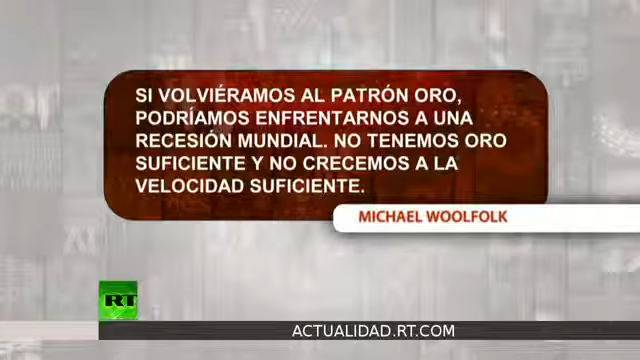 SI VOLVIÉRAMOS AL PATRÓN ORO,
PODRÍAMOS ENFRENTARNOS A UNA
RECESIÓN MUNDIAL. NO TENEMOS ORO
SUFICIENTE Y NO CRECEMOS A LA
VELOCIDAD SUFICIENTE.
MICHAEL WOOLFOLK
RT
ACTUALIDAD.RT.COM